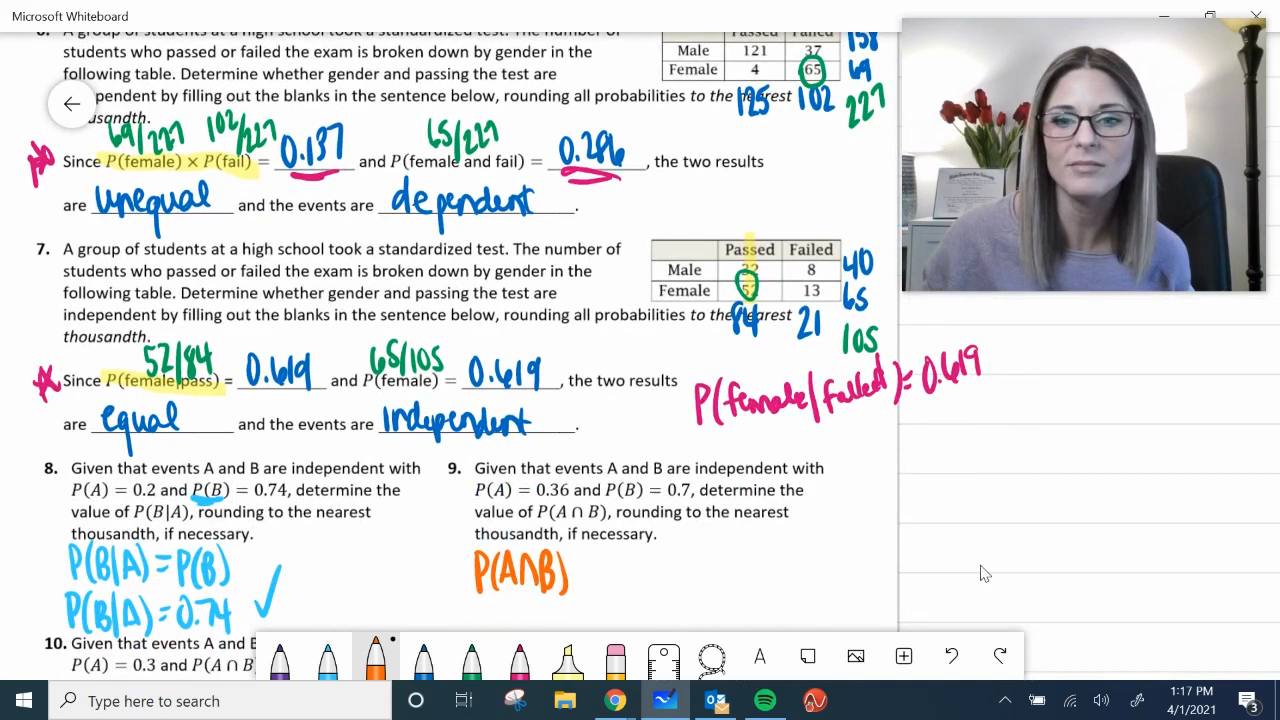 Microsoft Whiteboard
students who passed or failed the exam is broken down by gender in the
following table. Determine whether gender and passing the test are
pendent by filling out the blanks in the sentence below, rounding all probabilities to the nearest
usandth.
Male 121 37
Female 4 65
158
69
125 102 227
69/227 102/227 65/227
Since P(female) × P(fail) = 0.137 and P(female and fail) = 0.286, the two results
are unequal and the events are dependent.
7. A group of students at a high school took a standardized test. The number of
students who passed or failed the exam is broken down by gender in the
following table. Determine whether gender and passing the test are
independent by filling out the blanks in the sentence below, rounding all probabilities to the nearest
thousandth.
Passed Failed
Male 32 8 40
Female 52 13 65
84 21 105
52/84 65/105
Since P(female|pass) = 0.619 and P(female) = 0.619, the two results
are equal and the events are independent.
P(female/failed) = 0.619
8. Given that events A and B are independent with
P(A) = 0.2 and P(B) = 0.74, determine the
value of P(B|A), rounding to the nearest
thousandth, if necessary.
P(B|A) = P(B)
P(B|A) = 0.74
9. Given that events A and B are independent with
P(A) = 0.36 and P(B) = 0.7, determine the
value of P(A ∩ B), rounding to the nearest
thousandth, if necessary.
P(A∩B)
10. Given that events A and B
P(A) = 0.3 and P(A ∩ B
A
Type here to search
1:17 PM
4/1/2021
3